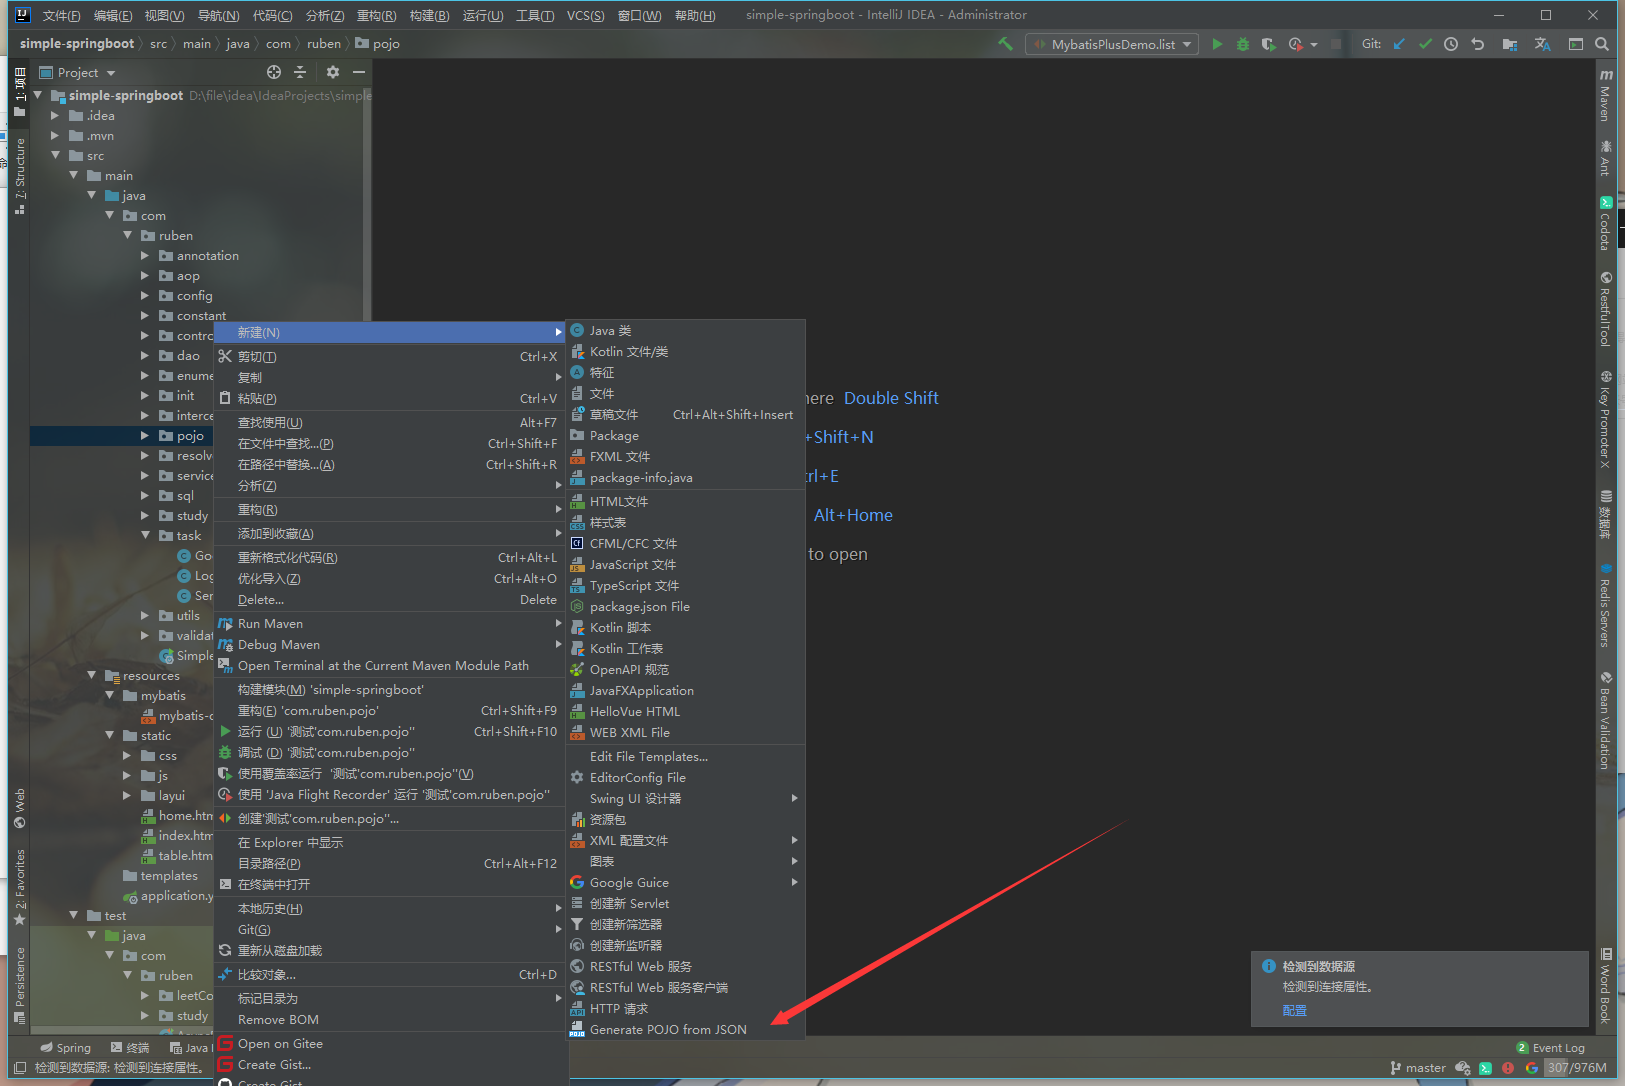 文件(F) 编辑(E) 视图(V) 导航(N) 代码(C) 分析(Z) 重构(R) 构建(B) 运行(U) 工具(T) VCS(S) 窗口(W) 帮助(H) simple-springboot - IntelliJ IDEA - Administrator
simple-springboot src main java com ruben pojo MybatisPlusDemo.list Git:
Project
simple-springboot D:\file\idea\IdeaProjects\simple
.idea
.mvn
src
main
java
com
ruben
annotation
aop
config
constant
contro
dao
enume
init
interce
pojo
resolv
service
sql
study
task
Go
Log
Ser
utils
validat
Simple
resources
mybatis
mybatis-c
static
css
js
layui
home.htm
index.htm
table.htm
templates
application.y
test
java
com
ruben
leetCo
study
新建(N)
剪切(T) Ctrl+X
复制
粘贴(P) Ctrl+V
查找使用(U) Alt+F7
在文件中查找...(P) Ctrl+Shift+F
在路径中替换...(A) Ctrl+Shift+R
分析(Z)
重构(R)
添加到收藏(A)
重新格式化代码(R) Ctrl+Alt+L
优化导入(Z) Ctrl+Alt+O
Delete... Delete
Run Maven
Debug Maven
Open Terminal at the Current Maven Module Path
构建模块(M) 'simple-springboot'
重构(E) 'com.ruben.pojo' Ctrl+Shift+F9
运行 (U) '测试'com.ruben.pojo'' Ctrl+Shift+F10
调试 (D) '测试'com.ruben.pojo''
使用覆盖率运行 '测试'com.ruben.pojo''(V)
使用 'Java Flight Recorder' 运行 '测试'com.ruben.pojo''
创建'测试'com.ruben.pojo''...
在 Explorer 中显示
目录路径(P) Ctrl+Alt+F12
在终端中打开
本地历史(H)
Git(G)
重新从磁盘加载
比较对象... Ctrl+D
标记目录为
Remove BOM
Open on Gitee
Create Gist...
Create Gist
Java 类
Kotlin 文件/类
特征
文件
草稿文件 Ctrl+Alt+Shift+Insert
Package
FXML 文件
package-info.java
HTML文件
样式表
CFML/CFC 文件
JavaScript 文件
TypeScript 文件
package.json File
Kotlin 脚本
Kotlin 工作表
OpenAPI 规范
JavaFXApplication
HelloVue HTML
WEB XML File
Edit File Templates...
EditorConfig File
Swing UI 设计器
资源包
XML 配置文件
图表
Google Guice
创建新 Servlet
创建新筛选器
创建新监听器
RESTful Web 服务
RESTful Web 服务客户端
HTTP 请求
Generate POJO from JSON
here Double Shift
+Shift+N
trl+E
Alt+Home
to open
检测到数据源
检测到连接属性。
配置
1: 项目
7: Structure
Web
2: Favorites
Persistence
Maven
Ant
Codota
RestfulTool
Key Promoter X
数据库
Redis Servers
Bean Validation
Word Book
Spring 终端 Java 2 Event Log
检测到数据源: 检测到连接属性。 master 307/976M